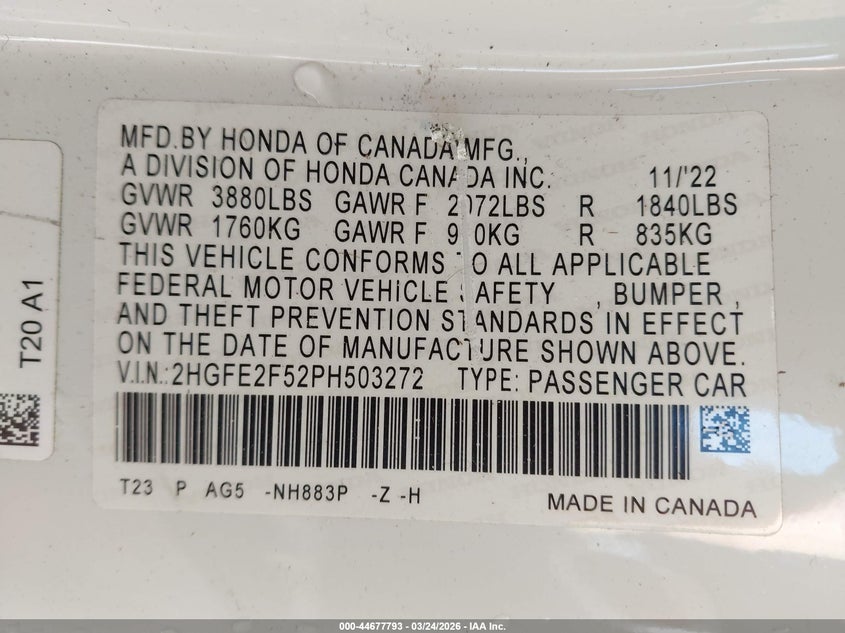 MFD.BY HONDA OF CANADA MFG.,
A DIVISION OF HONDA CANADA INC. 11/'22
GVWR 3880LBS GAWR F 2072LBS R 1840LBS
GVWR 1760KG GAWR F 9 0KG R 835KG
THIS VEHICLE CONFORMS TO ALL APPLICABLE
FEDERAL MOTOR VEHICLE SAFETY , BUMPER ,
AND THEFT PREVENTION STANDARDS IN EFFECT
ON THE DATE OF MANUFACTURE SHOWN ABOVE.
V.I.N.:2HGFE2F52PH503272 TYPE: PASSENGER CAR
T23 P AG5 -NH883P -Z -H
MADE IN CANADA
T20 A1
000-44677793 - 03/24/2026 - IAA Inc.